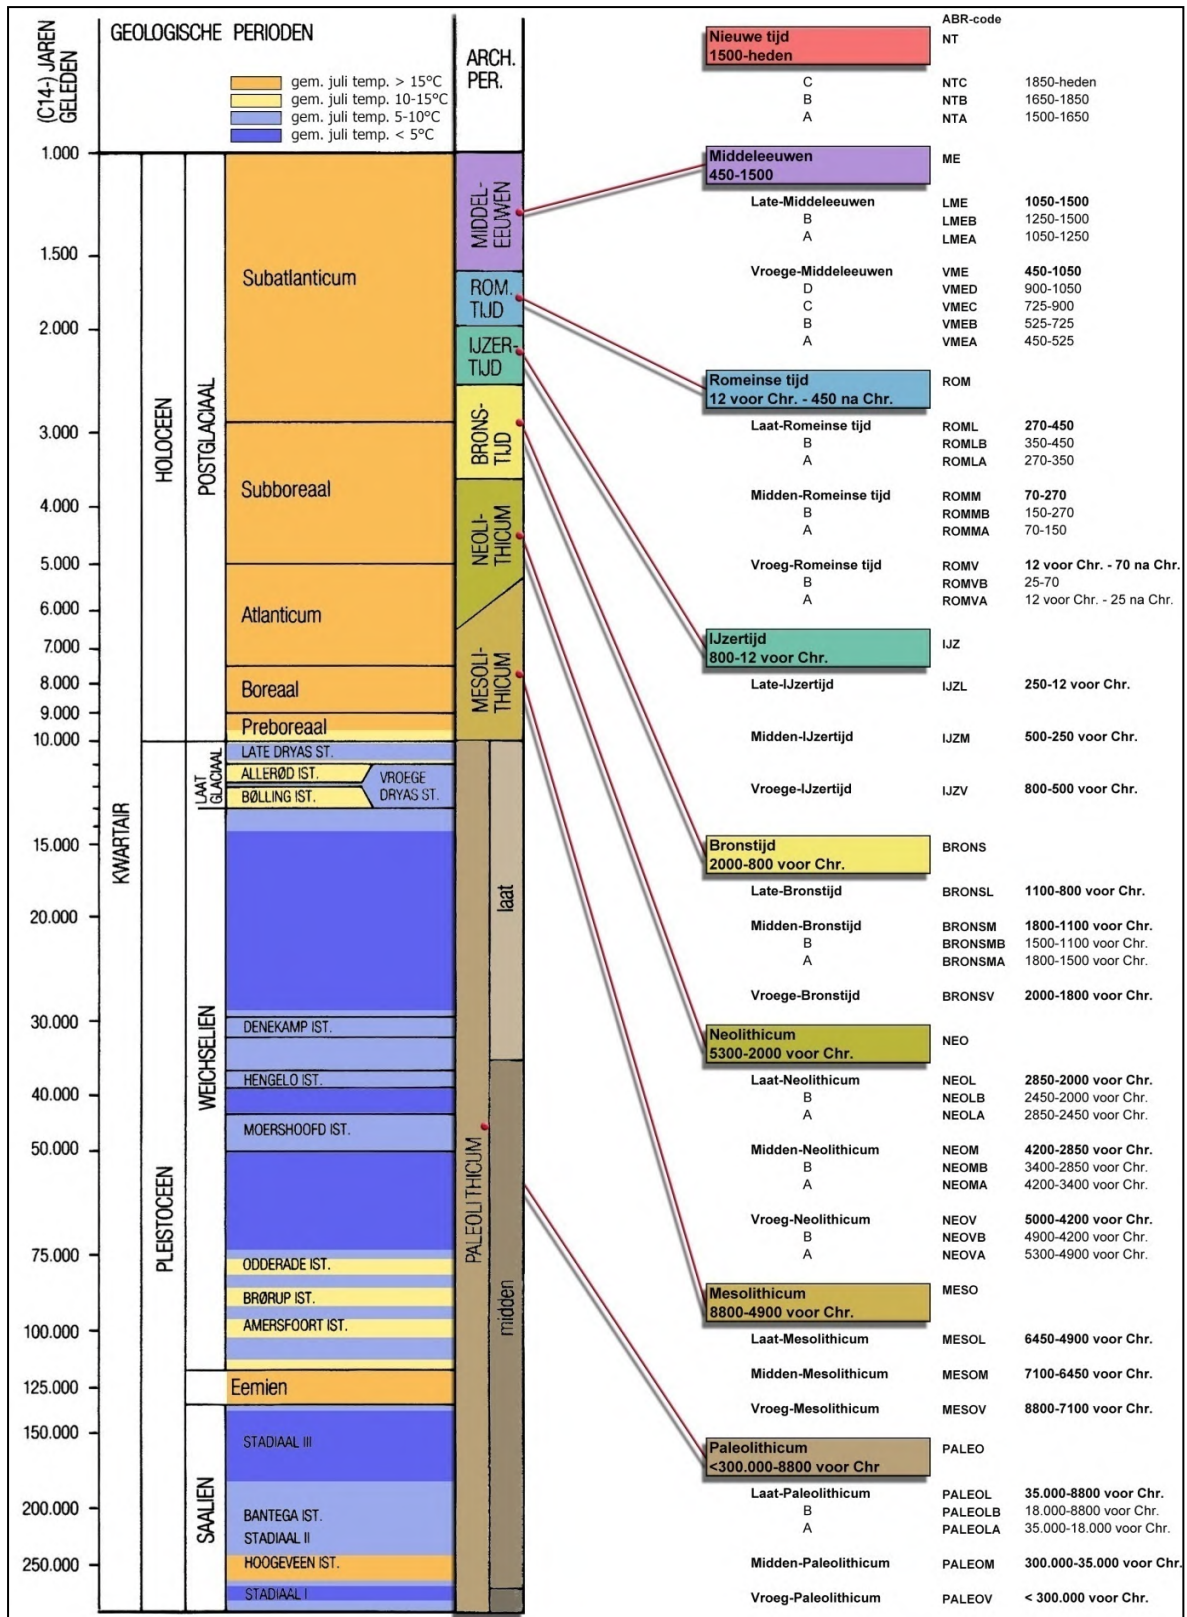 (C14-) JAREN
GELEDEN
GEOLOGISCHE PERIODEN
gem. juli temp. > 15°C
gem. juli temp. 10-15°C
gem. juli temp. 5-10°C
gem. juli temp. < 5°C
ARCH.
PER.
1.000
1.500
2.000
3.000
4.000
5.000
6.000
7.000
8.000
9.000
10.000
15.000
20.000
30.000
40.000
50.000
75.000
100.000
125.000
150.000
200.000
250.000
KWARTAIR
HOLOCEEN
PLEISTOCEEN
POSTGLACIAAL
LAAT
GLACIAAL
WEICHSELIEN
SAALIEN
Subatlanticum
Subboreaal
Atlanticum
Boreaal
Preboreaal
LATE DRYAS ST.
ALLERØD IST.
VROEGE
DRYAS ST.
BØLLING IST.
DENEKAMP IST.
HENGELO IST.
MOERSHOOFD IST.
ODDERADE IST.
BRØRUP IST.
AMERSFOORT IST.
Eemien
STADIAAL III
BANTEGA IST.
STADIAAL II
HOOGEVEEN IST.
STADIAAL I
MIDDEL-
EEUWEN
ROM.
TIJD
IJZER-
TIJD
BRONS-
TIJD
NEOLI-
THICUM
MESOLI-
THICUM
PALEOLITHICUM
laat
midden
ABR-code
Nieuwe tijd NT
1500-heden
C NTC 1850-heden
B NTB 1650-1850
A NTA 1500-1650
Middeleeuwen ME
450-1500
Late-Middeleeuwen LME 1050-1500
B LMEB 1250-1500
A LMEA 1050-1250
Vroege-Middeleeuwen VME 450-1050
D VMED 900-1050
C VMEC 725-900
B VMEB 525-725
A VMEA 450-525
Romeinse tijd ROM
12 voor Chr. - 450 na Chr.
Laat-Romeinse tijd ROML 270-450
B ROMLB 350-450
A ROMLA 270-350
Midden-Romeinse tijd ROMM 70-270
B ROMMB 150-270
A ROMMA 70-150
Vroeg-Romeinse tijd ROMV 12 voor Chr. - 70 na Chr.
B ROMVB 25-70
A ROMVA 12 voor Chr. - 25 na Chr.
IJzertijd IJZ
800-12 voor Chr.
Late-IJzertijd IJZL 250-12 voor Chr.
Midden-IJzertijd IJZM 500-250 voor Chr.
Vroege-IJzertijd IJZV 800-500 voor Chr.
Bronstijd BRONS
2000-800 voor Chr.
Late-Bronstijd BRONSL 1100-800 voor Chr.
Midden-Bronstijd BRONSM 1800-1100 voor Chr.
B BRONSMB 1500-1100 voor Chr.
A BRONSMA 1800-1500 voor Chr.
Vroege-Bronstijd BRONSV 2000-1800 voor Chr.
Neolithicum NEO
5300-2000 voor Chr.
Laat-Neolithicum NEOL 2850-2000 voor Chr.
B NEOLB 2450-2000 voor Chr.
A NEOLA 2850-2450 voor Chr.
Midden-Neolithicum NEOM 4200-2850 voor Chr.
B NEOMB 3400-2850 voor Chr.
A NEOMA 4200-3400 voor Chr.
Vroeg-Neolithicum NEOV 5000-4200 voor Chr.
B NEOVB 4900-4200 voor Chr.
A NEOVA 5300-4900 voor Chr.
Mesolithicum MESO
8800-4900 voor Chr.
Laat-Mesolithicum MESOL 6450-4900 voor Chr.
Midden-Mesolithicum MESOM 7100-6450 voor Chr.
Vroeg-Mesolithicum MESOV 8800-7100 voor Chr.
Paleolithicum PALEO
<300.000-8800 voor Chr
Laat-Paleolithicum PALEOL 35.000-8800 voor Chr.
B PALEOLB 18.000-8800 voor Chr.
A PALEOLA 35.000-18.000 voor Chr.
Midden-Paleolithicum PALEOM 300.000-35.000 voor Chr.
Vroeg-Paleolithicum PALEOV < 300.000 voor Chr.